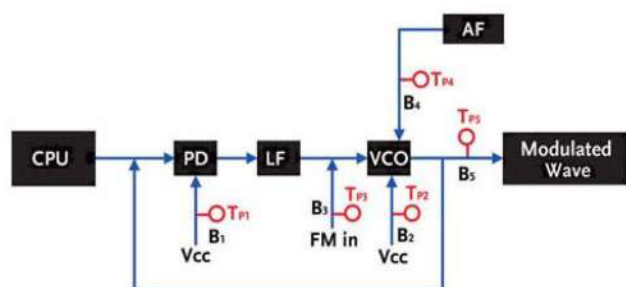 AF
TP4
B4
TP5
CPU
PD
LF
VCO
Modulated
Wave
B5
TP1
B1
Vcc
B3
TP3
FM in
TP2
B2
Vcc